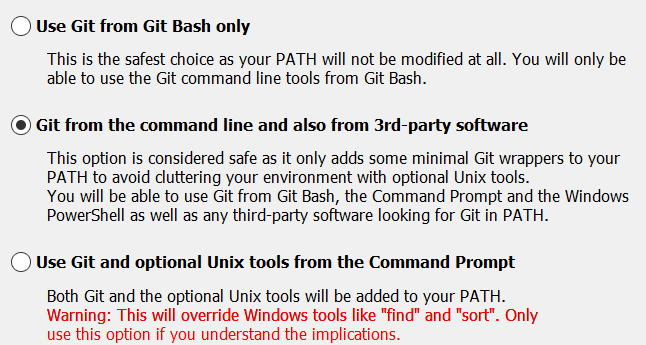 Use Git from Git Bash only
This is the safest choice as your PATH will not be modified at all. You will only be
able to use the Git command line tools from Git Bash.
Git from the command line and also from 3rd-party software
This option is considered safe as it only adds some minimal Git wrappers to your
PATH to avoid cluttering your environment with optional Unix tools.
You will be able to use Git from Git Bash, the Command Prompt and the Windows
PowerShell as well as any third-party software looking for Git in PATH.
Use Git and optional Unix tools from the Command Prompt
Both Git and the optional Unix tools will be added to your PATH.
Warning: This will override Windows tools like "find" and "sort". Only
use this option if you understand the implications.